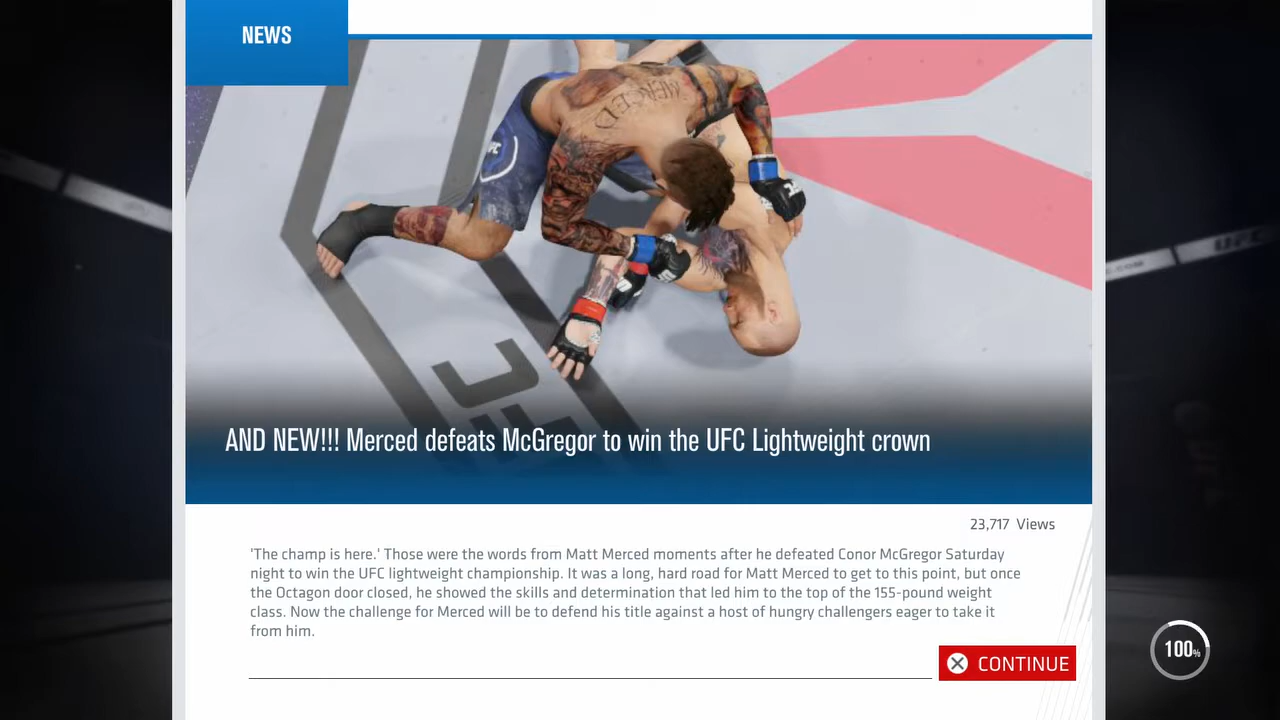 NEWS
MERCED
UFC
UFC
AND NEW!!! Merced defeats McGregor to win the UFC Lightweight crown
23,717 Views
'The champ is here.' Those were the words from Matt Merced moments after he defeated Conor McGregor Saturday
night to win the UFC lightweight championship. It was a long, hard road for Matt Merced to get to this point, but once
the Octagon door closed, he showed the skills and determination that led him to the top of the 155-pound weight
class. Now the challenge for Merced will be to defend his title against a host of hungry challengers eager to take it
from him.
CONTINUE
100%